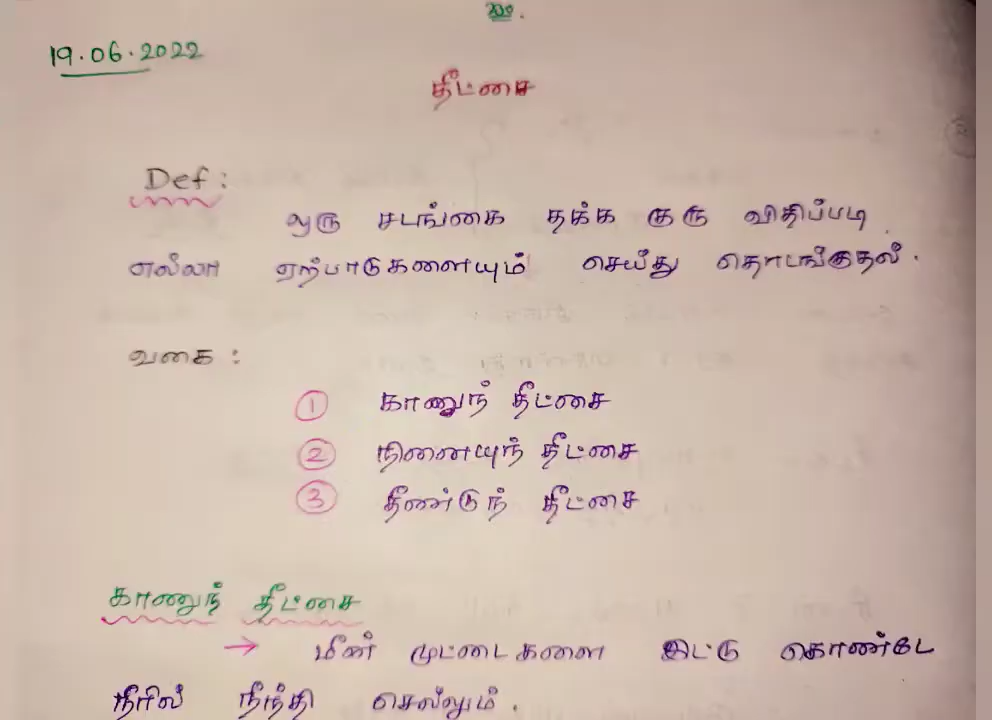 உ
19.06.2022
தீட்சை
Def :
ஒரு சடங்கை தக்க குரு விதிப்படி
எல்லா ஏற்பாடுகளையும் செய்து தொடங்குதல்.
வகை :
① காணுந் தீட்சை
② நினையுந் தீட்சை
③ தீண்டுந் தீட்சை
காணுந் தீட்சை
→ மீன் முட்டைகளை இட்டு கொண்டே
நீரில் நீந்தி செல்லும்.